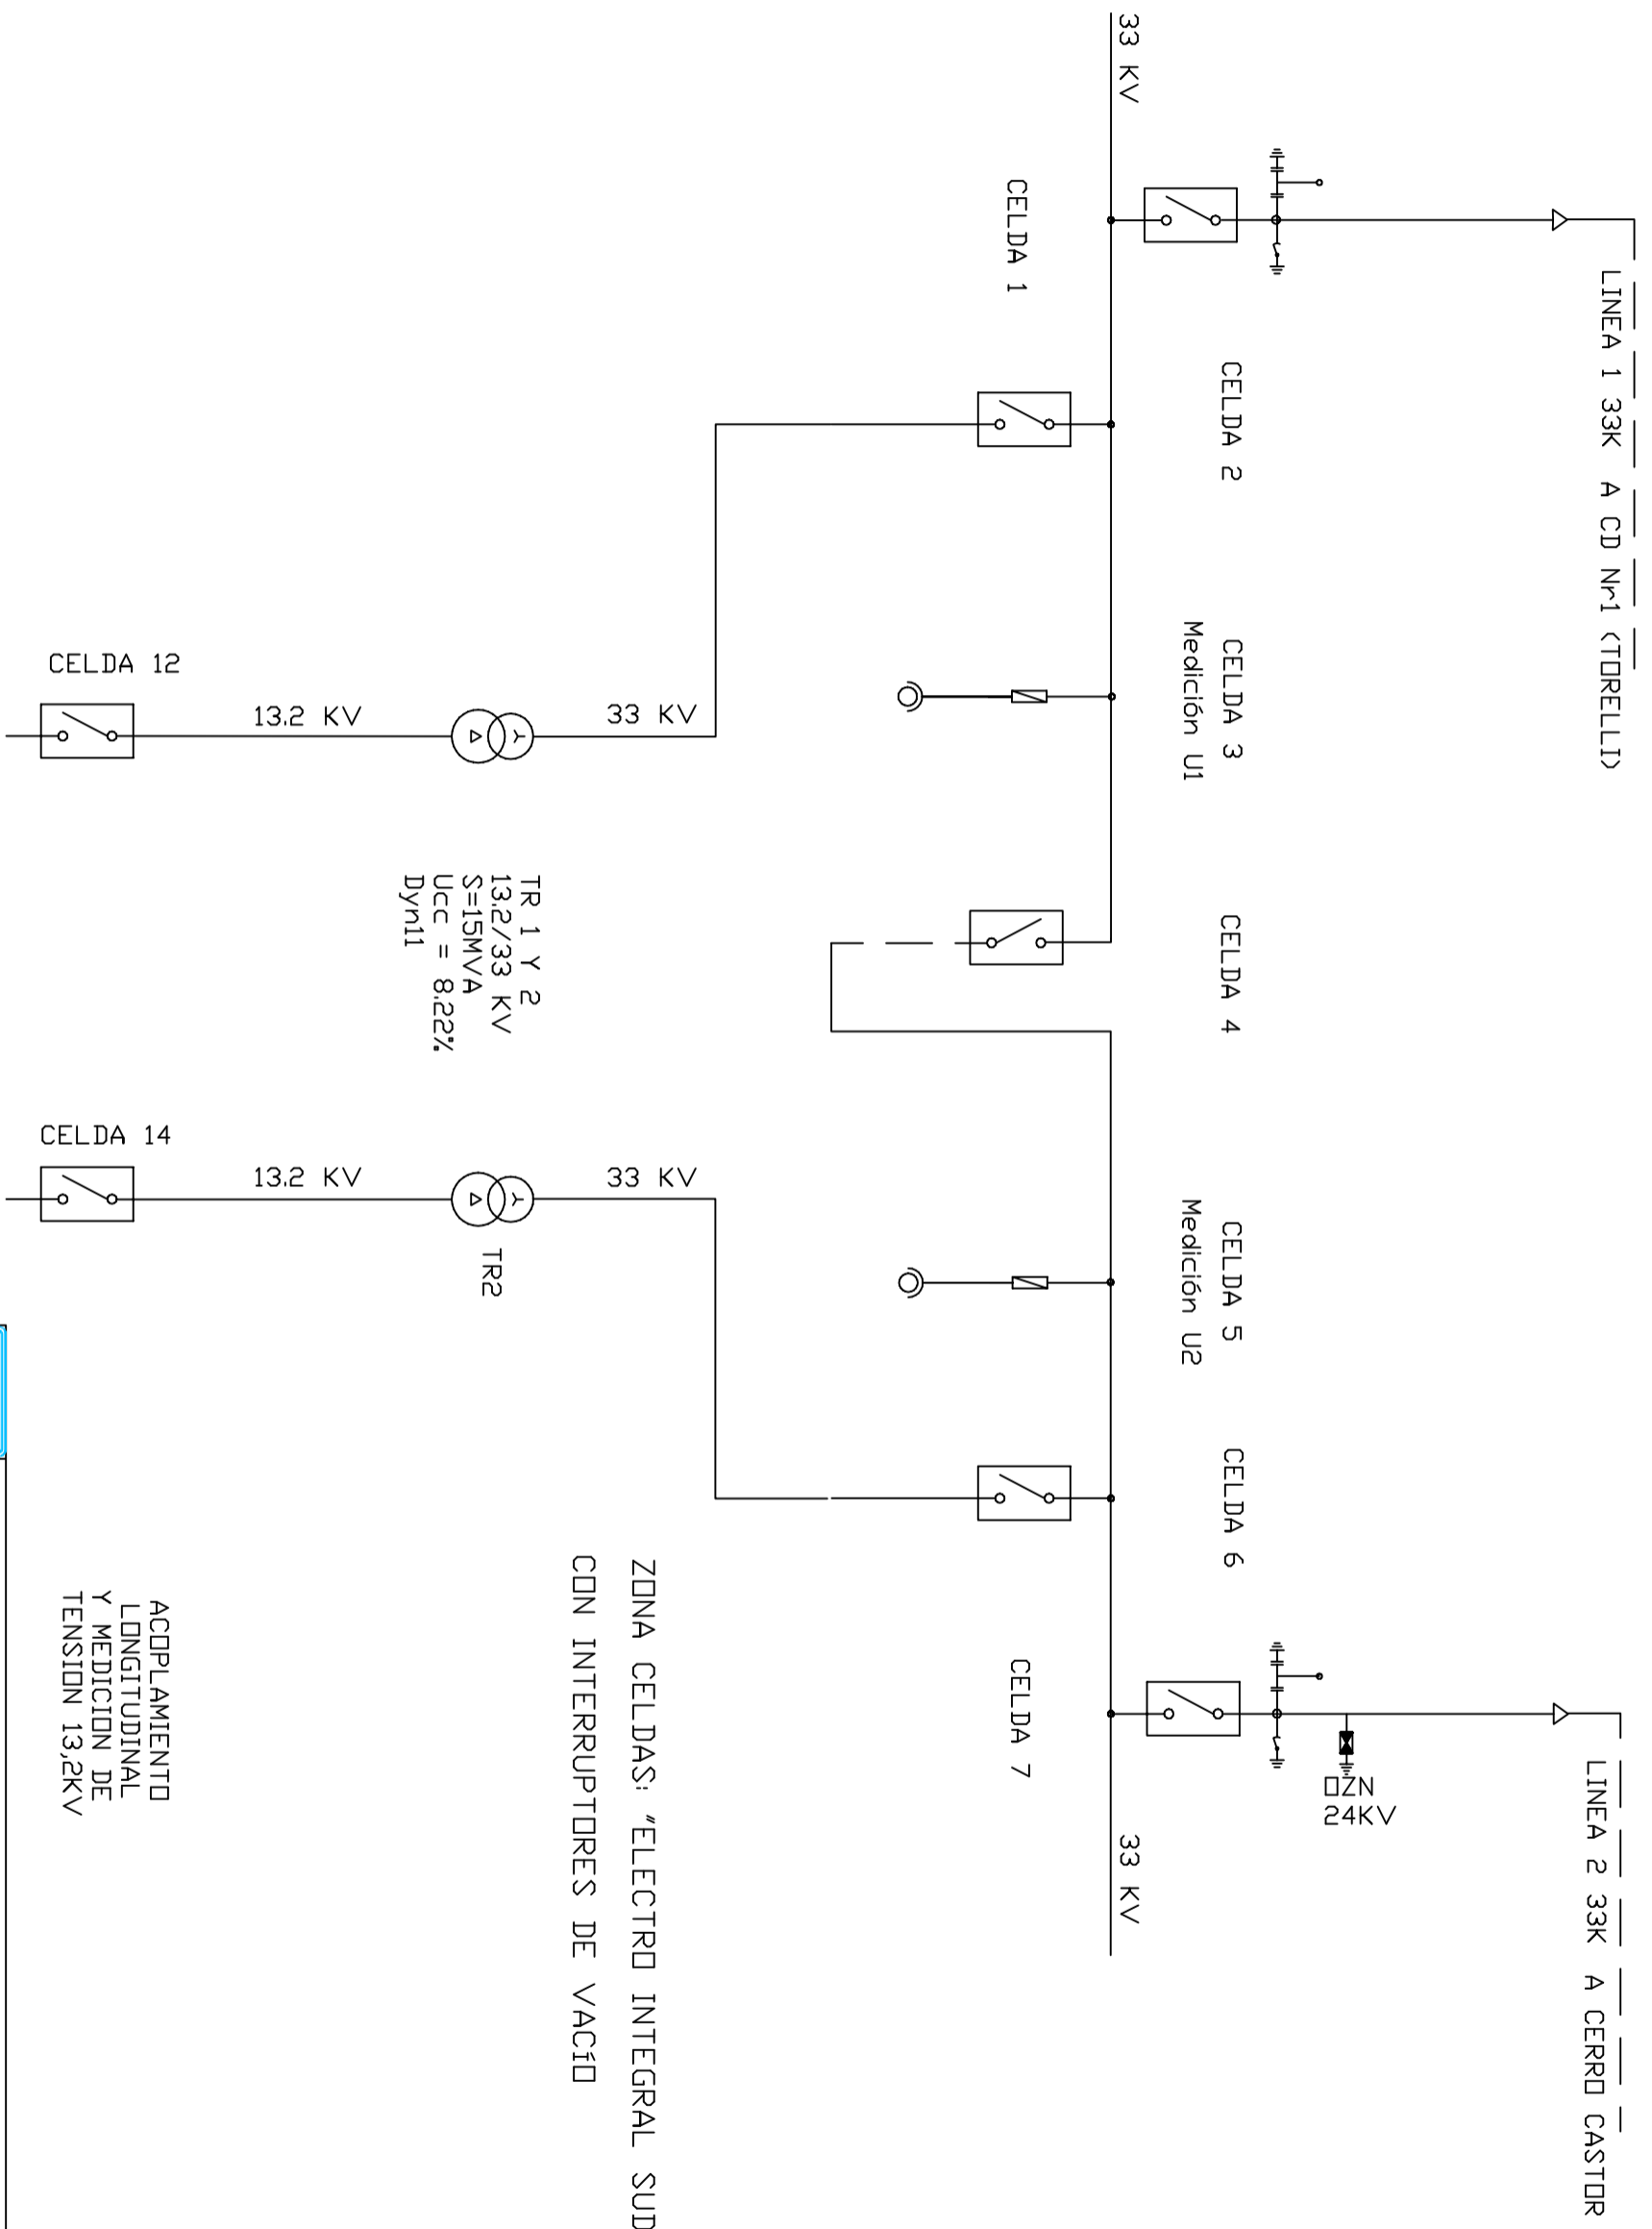 LINEA 1 33K A CD Nr1 (TORELLI)
33 KV
CELDA 1
CELDA 2
CELDA 3
Medición U1
CELDA 4
CELDA 5
Medición U2
CELDA 6
CELDA 7
33 KV
OZN
24KV
LINEA 2 33K A CERRO CASTOR
CELDA 12
13.2 KV
33 KV
TR 1 Y 2
13.2/33 KV
S=15MVA
Ucc = 8.22%
Dyn11
CELDA 14
13.2 KV
33 KV
TR2
ZONA CELDAS: "ELECTRO INTEGRAL SUD
CON INTERRUPTORES DE VACíO
ACOPLAMIENTO
LONGITUDINAL
Y MEDICION DE
TENSION 13,2KV